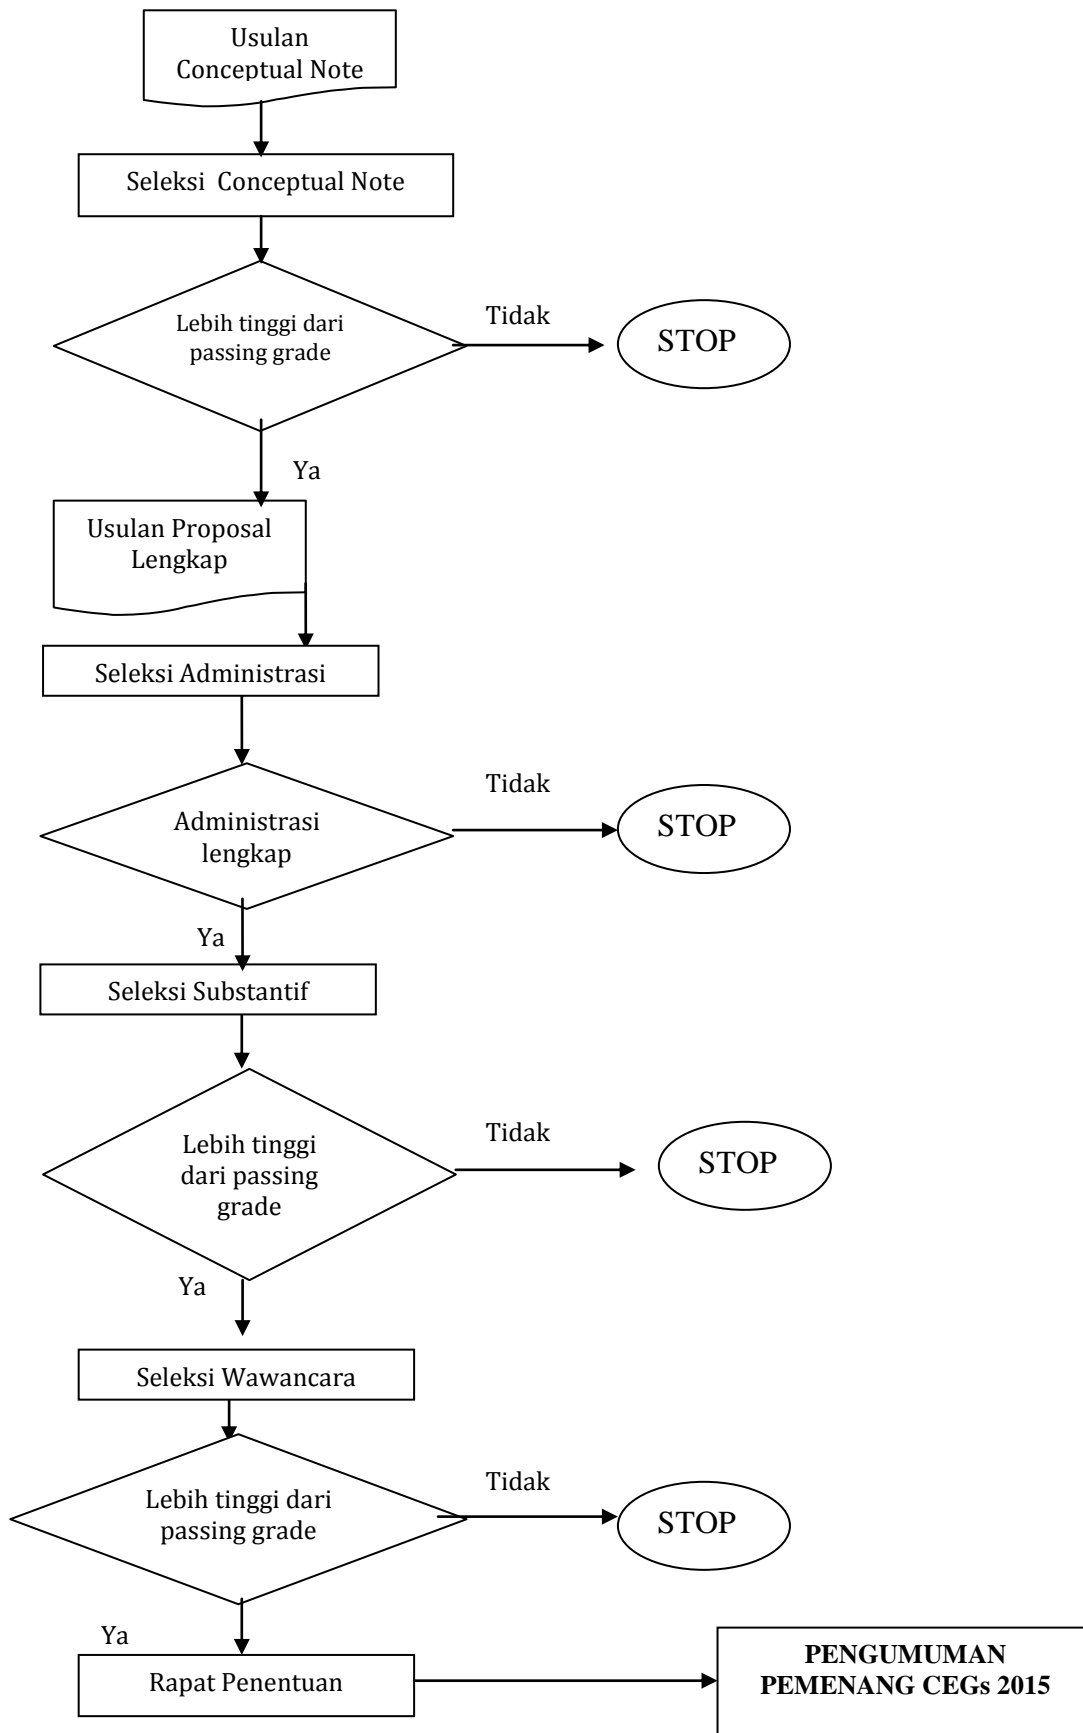 Usulan
Conceptual Note
Seleksi Conceptual Note
Lebih tinggi dari
passing grade
Tidak
STOP
Ya
Usulan Proposal
Lengkap
Seleksi Administrasi
Administrasi
lengkap
Tidak
STOP
Ya
Seleksi Substantif
Lebih tinggi
dari passing
grade
Tidak
STOP
Ya
Seleksi Wawancara
Lebih tinggi dari
passing grade
Tidak
STOP
Ya
Rapat Penentuan
PENGUMUMAN
PEMENANG CEGs 2015